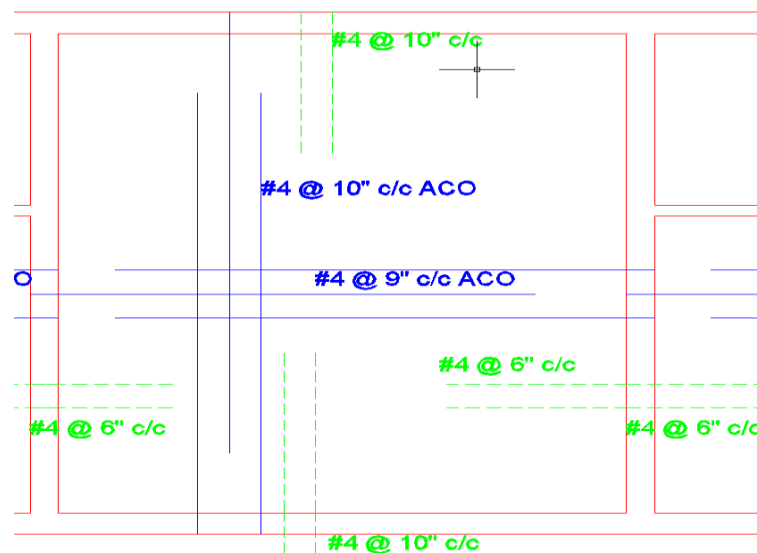 #4 @ 10" c/c
#4 @ 10" c/c ACO
O
#4 @ 9" c/c ACO
#4 @ 6" c/c
#4 @ 6" c/c
#4 @ 6" c/c
#4 @ 10" c/c